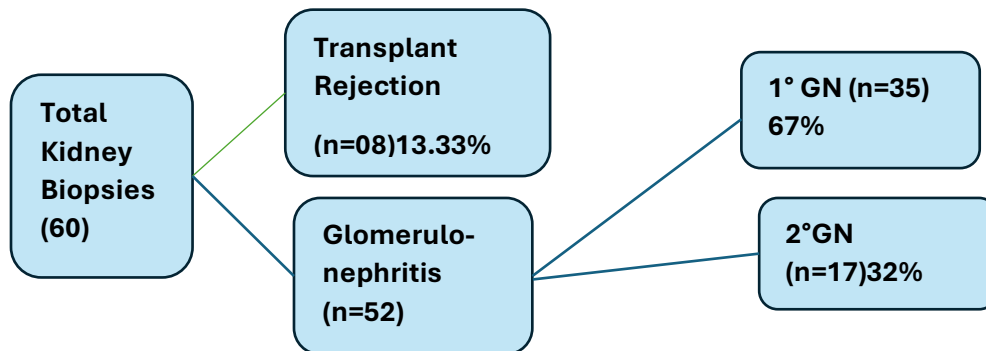 Total
Kidney
Biopsies
(60)
Transplant
Rejection
(n=08)13.33%
Glomerulo-
nephritis
(n=52)
1° GN (n=35)
67%
2°GN
(n=17)32%